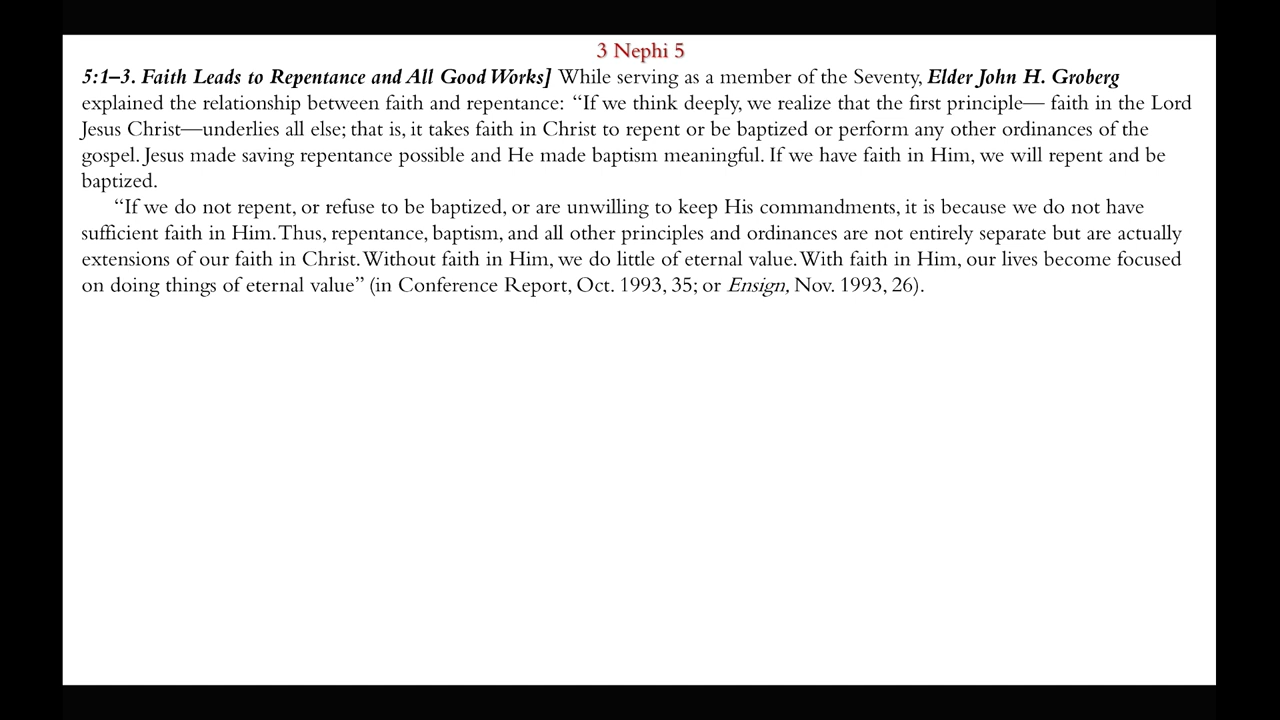 3 Nephi 5
5:1–3. Faith Leads to Repentance and All Good Works] While serving as a member of the Seventy, Elder John H. Groberg
explained the relationship between faith and repentance: “If we think deeply, we realize that the first principle— faith in the Lord
Jesus Christ—underlies all else; that is, it takes faith in Christ to repent or be baptized or perform any other ordinances of the
gospel. Jesus made saving repentance possible and He made baptism meaningful. If we have faith in Him, we will repent and be
baptized.
“If we do not repent, or refuse to be baptized, or are unwilling to keep His commandments, it is because we do not have
sufficient faith in Him. Thus, repentance, baptism, and all other principles and ordinances are not entirely separate but are actually
extensions of our faith in Christ. Without faith in Him, we do little of eternal value. With faith in Him, our lives become focused
on doing things of eternal value” (in Conference Report, Oct. 1993, 35; or Ensign, Nov. 1993, 26).